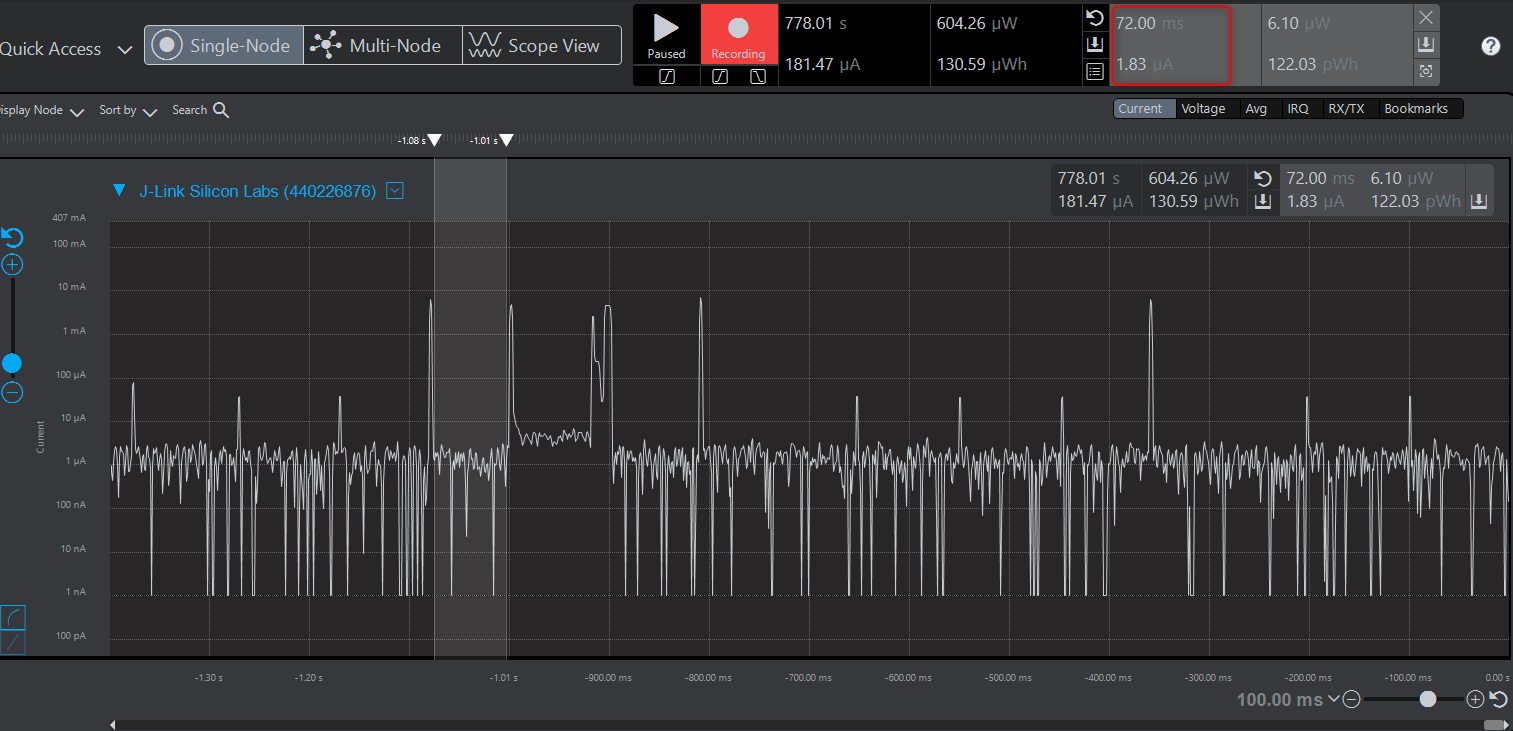 Quick Access
Single-Node
Multi-Node
Scope View
Paused
Recording
778.01 s
181.47 µA
604.26 µW
130.59 µWh
72.00 ms
1.83 µA
6.10 µW
122.03 pWh
?
isplay Node
Sort by
Search
Current
Voltage
Avg
IRQ
RX/TX
Bookmarks
-1.08 s
-1.01 s
J-Link Silicon Labs (440226876)
778.01 s 604.26 µW 72.00 ms 6.10 µW
181.47 µA 130.59 µWh 1.83 µA 122.03 pWh
407 mA
100 mA
10 mA
1 mA
100 µA
10 µA
1 µA
100 nA
10 nA
1 nA
100 pA
Current
-1.30 s -1.20 s -1.01 s -900.00 ms -800.00 ms -700.00 ms -600.00 ms -500.00 ms -400.00 ms -300.00 ms -200.00 ms -100.00 ms 0.00 s
100.00 ms